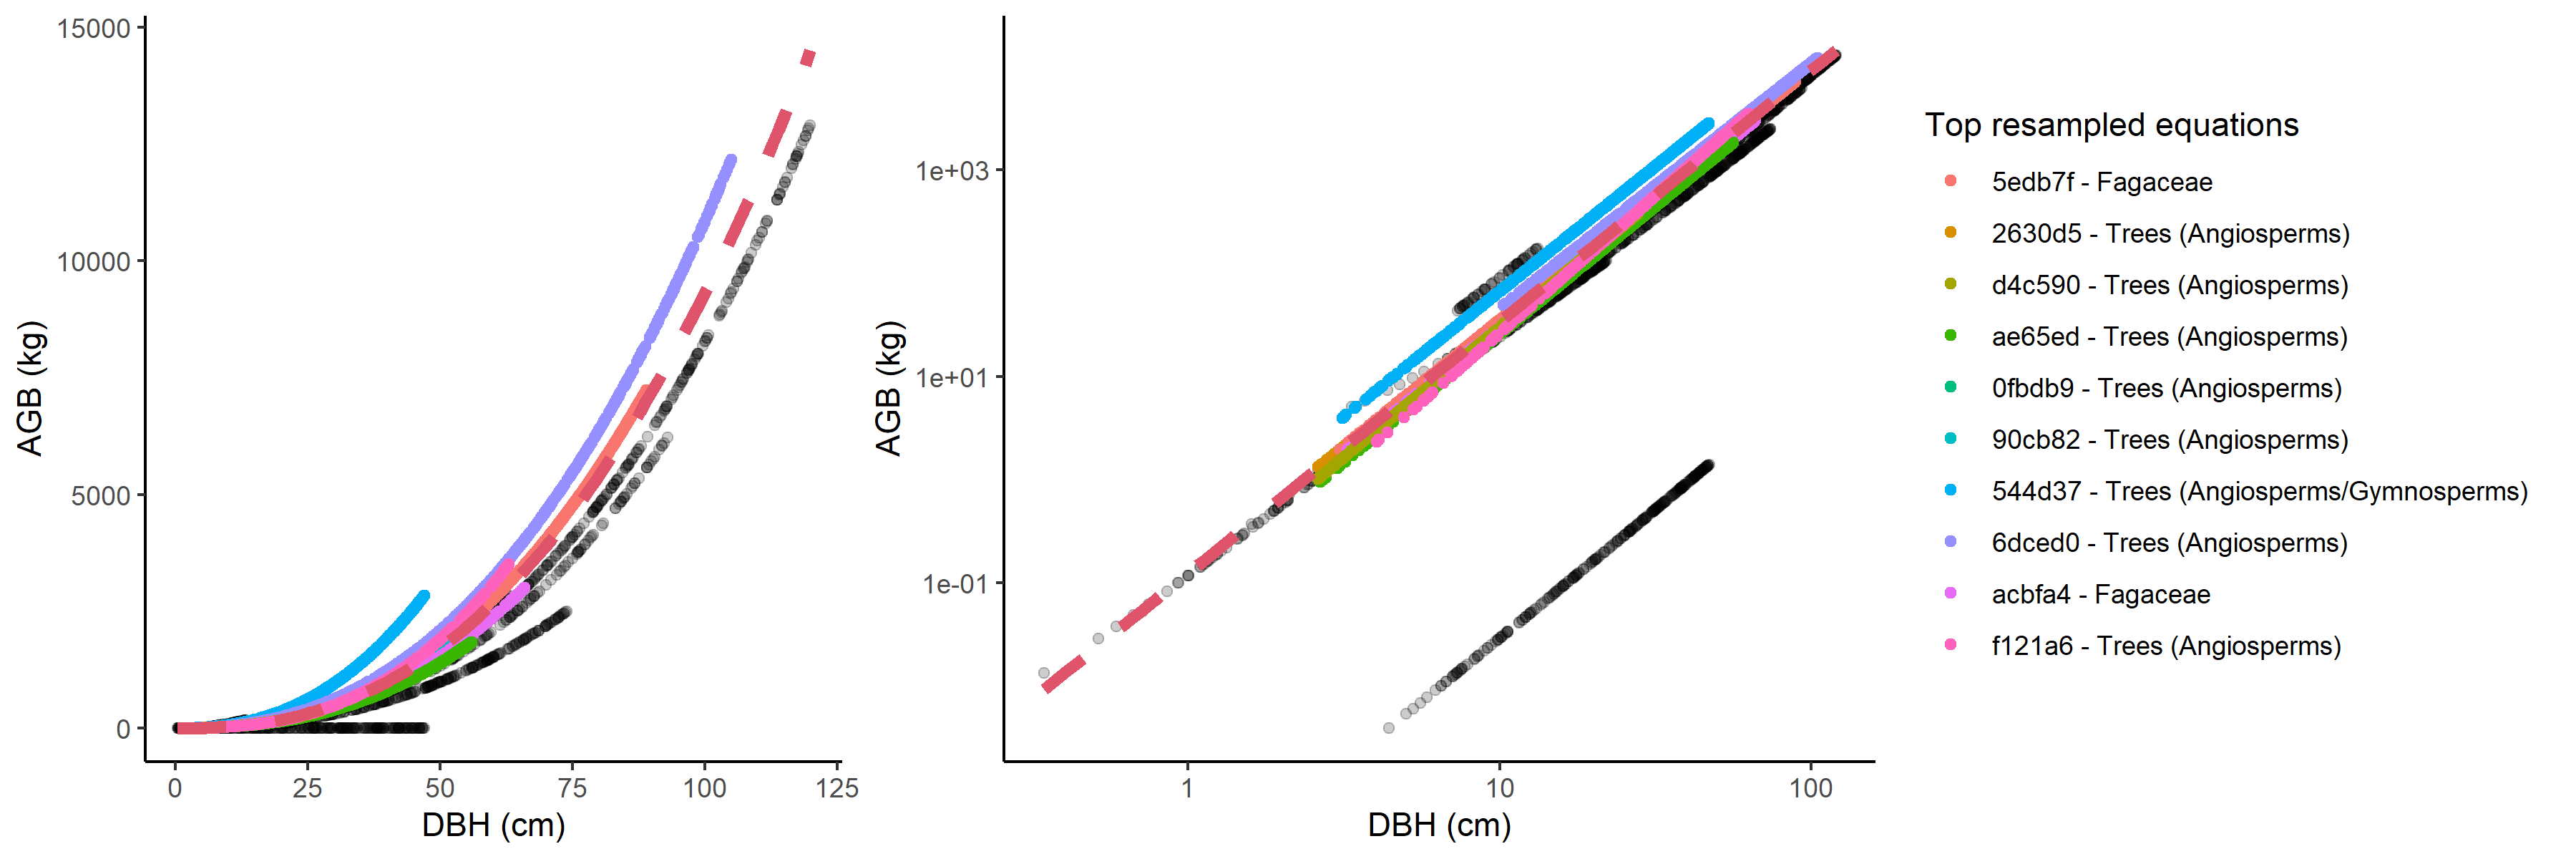 15000
10000
5000
0
AGB (kg)
0 25 50 75 100 125
DBH (cm)
1e+03
1e+01
1e-01
AGB (kg)
1 10 100
DBH (cm)
Top resampled equations
5edb7f - Fagaceae
2630d5 - Trees (Angiosperms)
d4c590 - Trees (Angiosperms)
ae65ed - Trees (Angiosperms)
0fbdb9 - Trees (Angiosperms)
90cb82 - Trees (Angiosperms)
544d37 - Trees (Angiosperms/Gymnosperms)
6dced0 - Trees (Angiosperms)
acbfa4 - Fagaceae
f121a6 - Trees (Angiosperms)